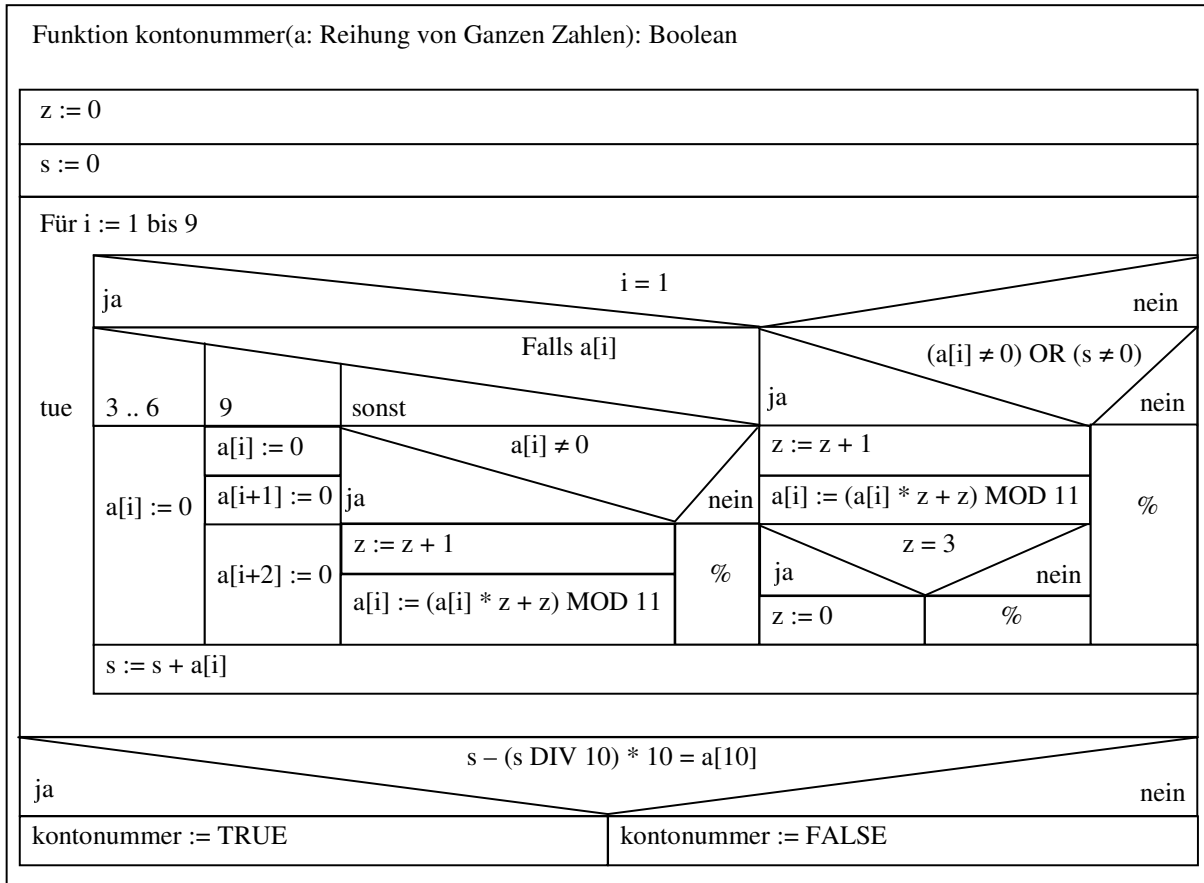 Funktion kontonummer(a: Reihung von Ganzen Zahlen): Boolean
z := 0
s := 0
Für i := 1 bis 9
i = 1
ja
nein
Falls a[i]
(a[i] ≠ 0) OR (s ≠ 0)
tue
3 .. 6
9
sonst
ja
nein
a[i] := 0
a[i] := 0
a[i+1] := 0
a[i+2] := 0
a[i] ≠ 0
ja
nein
z := z + 1
a[i] := (a[i] * z + z) MOD 11
%
z := z + 1
a[i] := (a[i] * z + z) MOD 11
z = 3
ja
nein
z := 0
%
%
s := s + a[i]
s – (s DIV 10) * 10 = a[10]
ja
nein
kontonummer := TRUE
kontonummer := FALSE